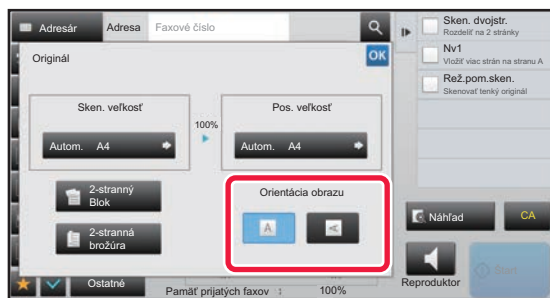 Adresár
Adresa
Faxové číslo
Originál
OK
Sken. veľkosť
100%
Pos. veľkosť
Autom. A4
Autom. A4
2-stranný
Blok
2-stranná
brožúra
Orientácia obrazu
A
A
Ostatné
Pamäť prijatých faxov : 100%
Sken. dvojstr.
Rozdeliť na 2 stránky
Nv1
Vložiť viac strán na stranu A
Rež.pom.sken.
Skenovať tenký originál
Náhľad
CA
Reproduktor
Štart